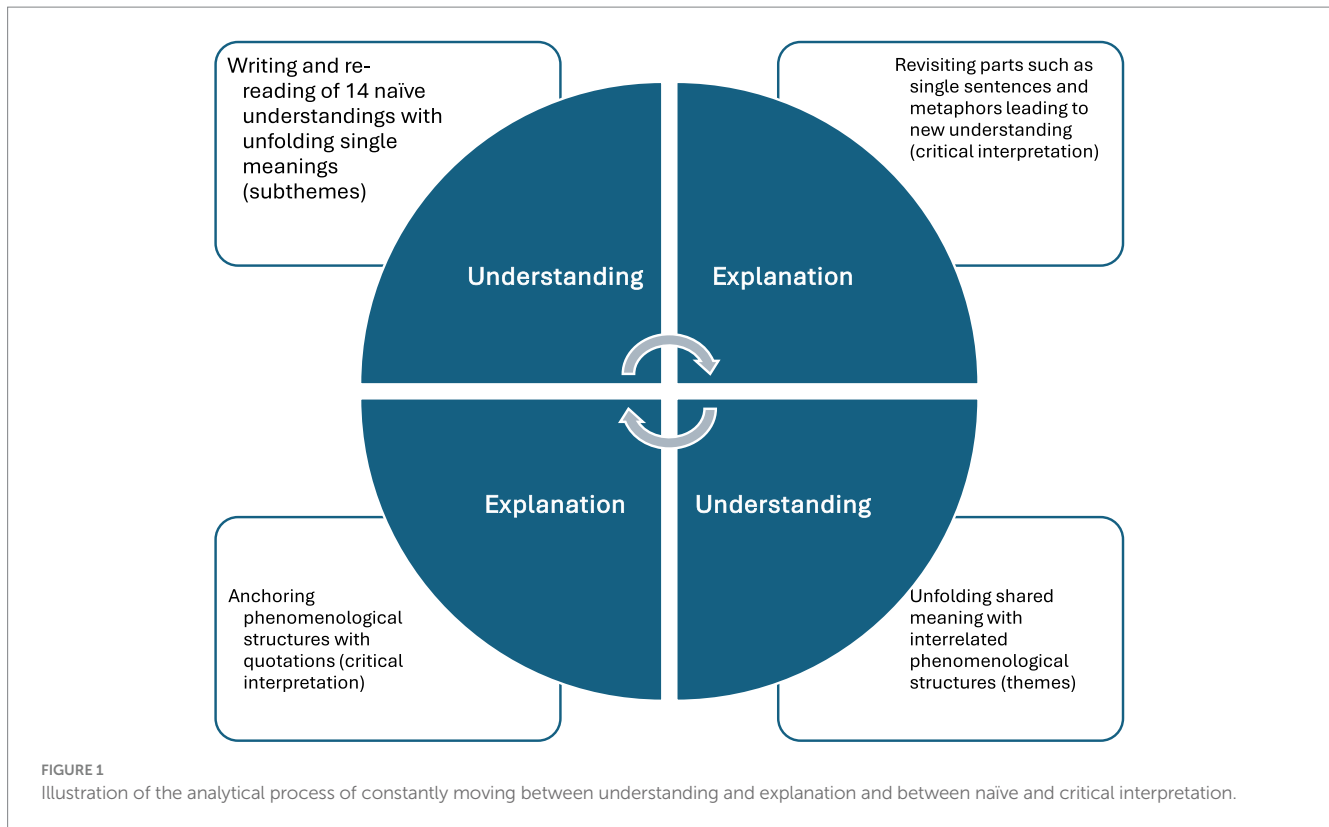 Writing and re-
reading of 14 naïve
understandings with
unfolding single
meanings
(subthemes)
Revisiting parts such as
single sentences and
metaphors leading to
new understanding
(critical interpretation)
Understanding
Explanation
Explanation
Understanding
Anchoring
phenomenological
structures with
quotations (critical
interpretation)
Unfolding shared
meaning with
interrelated
phenomenological
structures (themes)
FIGURE 1
Illustration of the analytical process of constantly moving between understanding and explanation and between naïve and critical interpretation.